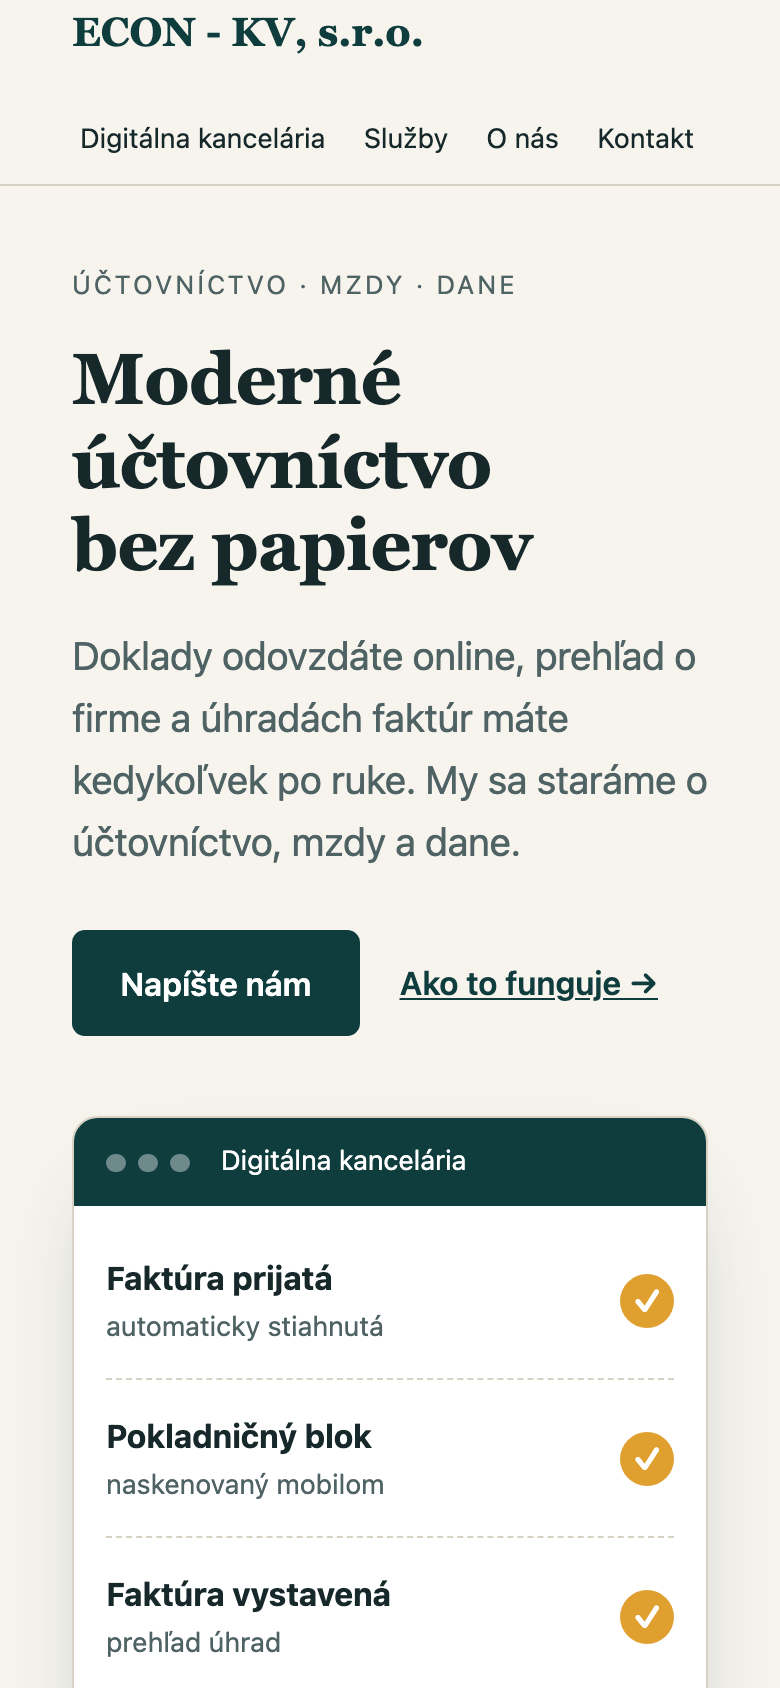 ECON - KV, s.r.o.
Digitálna kancelária Služby O nás Kontakt
ÚČTOVNÍCTVO · MZDY · DANE
Moderné
účtovníctvo
bez papierov
Doklady odovzdáte online, prehľad o
firme a úhradách faktúr máte
kedykoľvek po ruke. My sa staráme o
účtovníctvo, mzdy a dane.
Napíšte nám Ako to funguje →
Digitálna kancelária
Faktúra prijatá
automaticky stiahnutá
Pokladničný blok
naskenovaný mobilom
Faktúra vystavená
prehľad úhrad